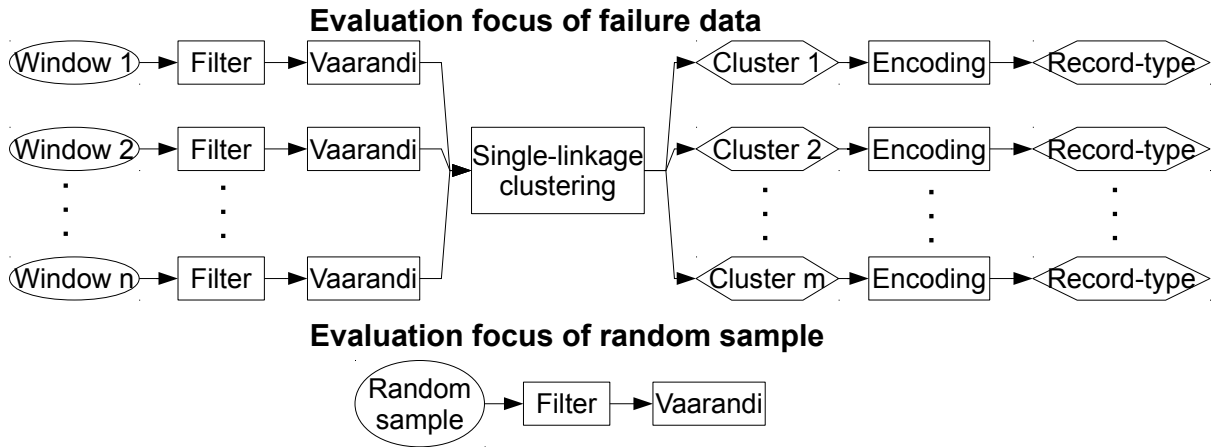 Evaluation focus of failure data
Window 1 Filter Vaarandi Cluster 1 Encoding Record-type
Window 2 Filter Vaarandi Single-linkage clustering Cluster 2 Encoding Record-type
Window n Filter Vaarandi Cluster m Encoding Record-type
Evaluation focus of random sample
Random
sample Filter Vaarandi